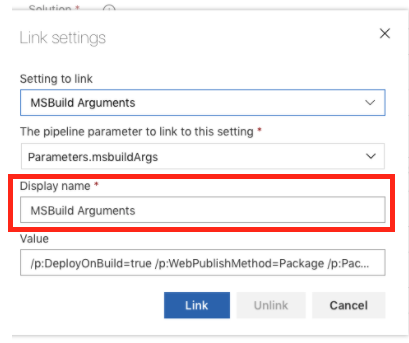 Solution *
Link settings
Setting to link
MSBuild Arguments
The pipeline parameter to link to this setting *
Parameters.msbuildArgs
Display name *
MSBuild Arguments
Value
/p:DeployOnBuild=true /p:WebPublishMethod=Package /p:Pac...
Link Unlink Cancel